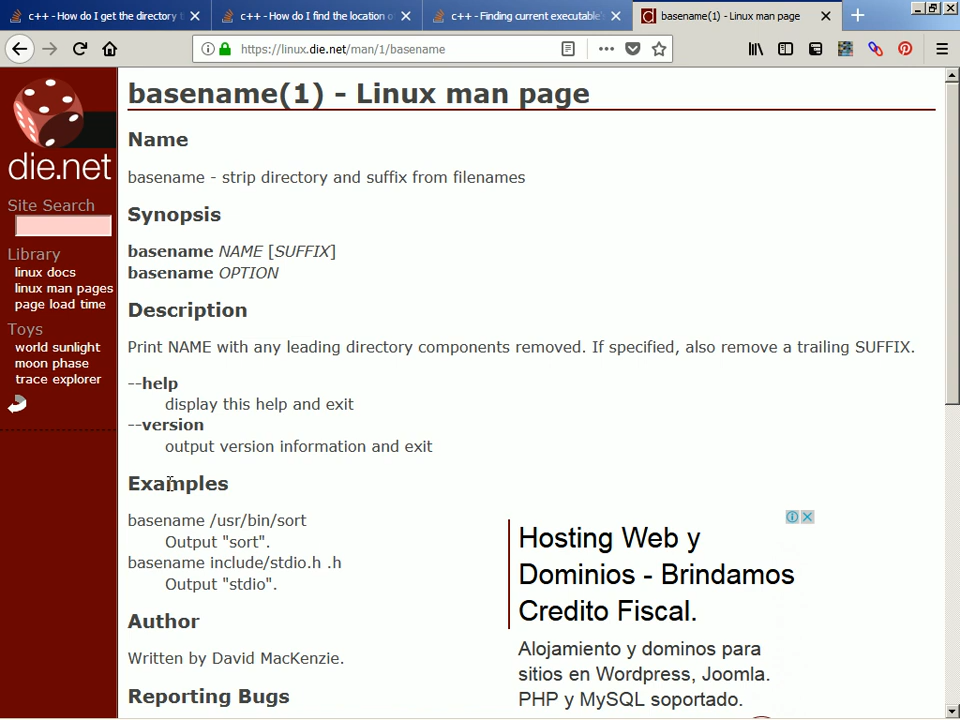 c++ - How do I get the directory t
c++ - How do I find the location o
c++ - Finding current executable's
basename(1) - Linux man page
https://linux.die.net/man/1/basename
die.net
Site Search
Library
linux docs
linux man pages
page load time
Toys
world sunlight
moon phase
trace explorer
basename(1) - Linux man page
Name
basename - strip directory and suffix from filenames
Synopsis
basename NAME [SUFFIX]
basename OPTION
Description
Print NAME with any leading directory components removed. If specified, also remove a trailing SUFFIX.
--help
display this help and exit
--version
output version information and exit
Examples
basename /usr/bin/sort
Output "sort".
basename include/stdio.h .h
Output "stdio".
Author
Written by David MacKenzie.
Reporting Bugs
Hosting Web y
Dominios - Brindamos
Credito Fiscal.
Alojamiento y dominos para
sitios en Wordpress, Joomla.
PHP y MySQL soportado.